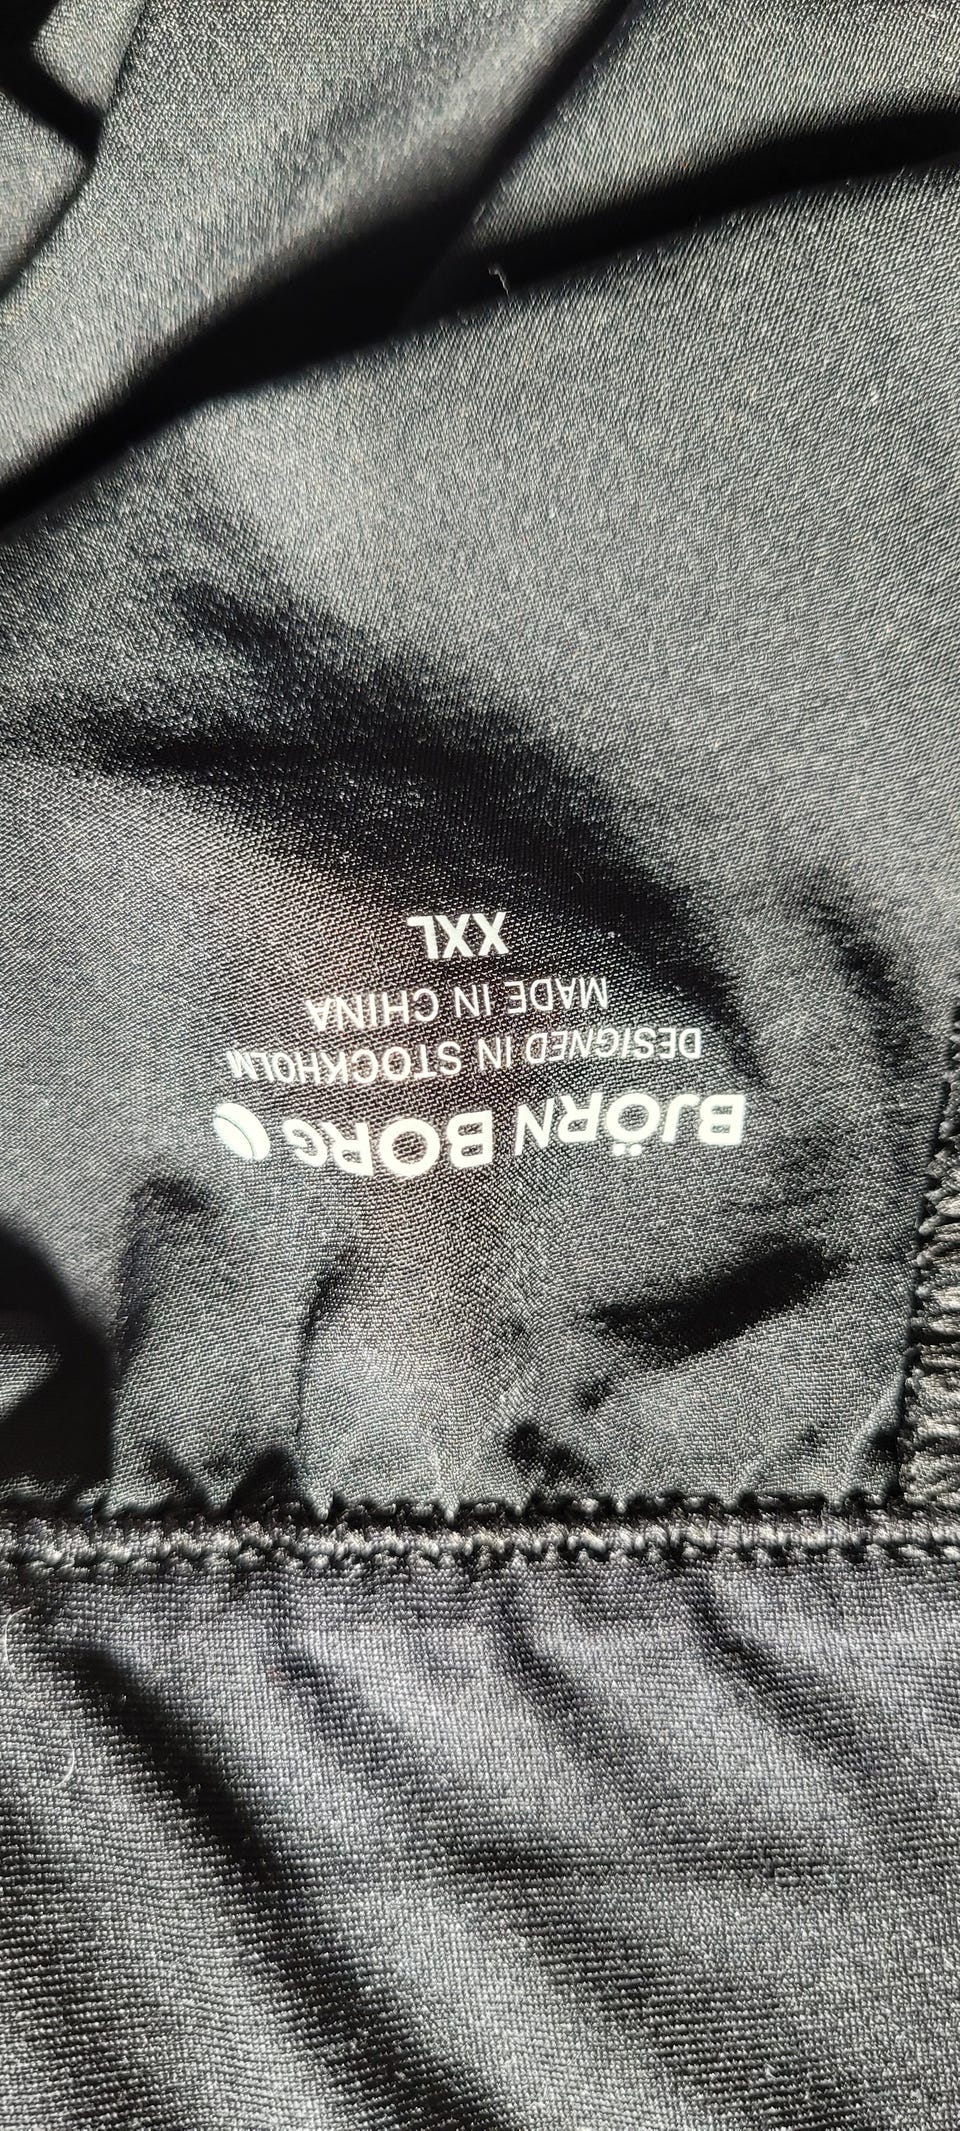 BJÖRN BORG
DESIGNED IN STOCKHOLM
MADE IN CHINA
XXL